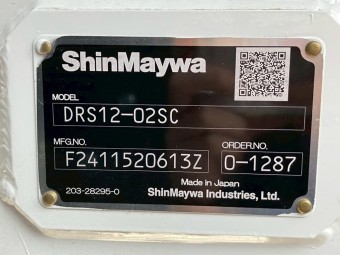 ShinMaywa
MODEL
DRS12-02SC
MFG.NO. ORDER.NO.
F2411520613Z 0-1287
Made in Japan
203-28295-0 ShinMaywa Industries, Ltd.